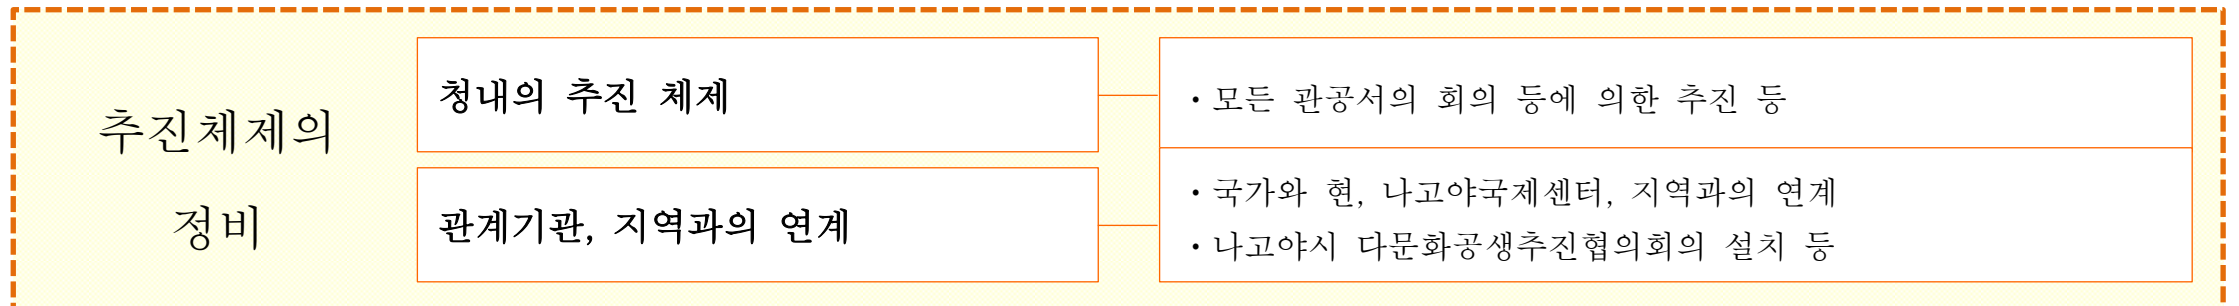 추진체제의
정비
청내의 추진 체제
・모든 관공서의 회의 등에 의한 추진 등
관계기관, 지역과의 연계
・국가와 현, 나고야국제센터, 지역과의 연계
・나고야시 다문화공생추진협의회의 설치 등